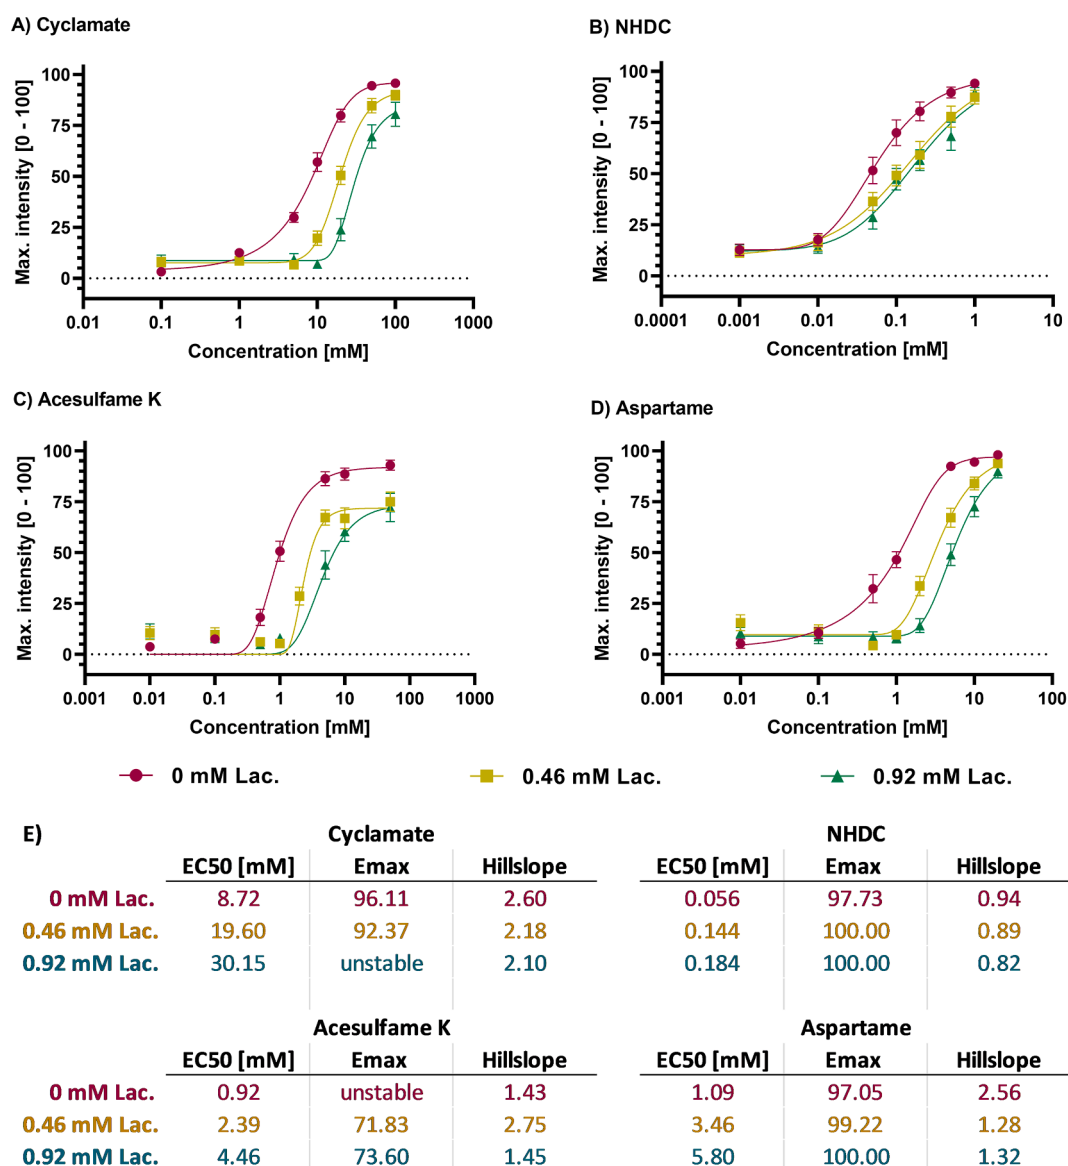 A) Cyclamate
Max. intensity [0 - 100]
100
75
50
25
0
0.01 0.1 1 10 100 1000
Concentration [mM]
B) NHDC
Max. intensity [0 - 100]
100
75
50
25
0
0.0001 0.001 0.01 0.1 1 10
Concentration [mM]
C) Acesulfame K
Max. intensity [0 - 100]
100
75
50
25
0
0.001 0.01 0.1 1 10 100 1000
Concentration [mM]
D) Aspartame
Max. intensity [0 - 100]
100
75
50
25
0
0.001 0.01 0.1 1 10 100
Concentration [mM]
0 mM Lac. 0.46 mM Lac. 0.92 mM Lac.
E) Cyclamate NHDC
EC50 [mM] Emax Hillslope EC50 [mM] Emax Hillslope
0 mM Lac. 8.72 96.11 2.60 0.056 97.73 0.94
0.46 mM Lac. 19.60 92.37 2.18 0.144 100.00 0.89
0.92 mM Lac. 30.15 unstable 2.10 0.184 100.00 0.82
Acesulfame K Aspartame
EC50 [mM] Emax Hillslope EC50 [mM] Emax Hillslope
0 mM Lac. 0.92 unstable 1.43 1.09 97.05 2.56
0.46 mM Lac. 2.39 71.83 2.75 3.46 99.22 1.28
0.92 mM Lac. 4.46 73.60 1.45 5.80 100.00 1.32